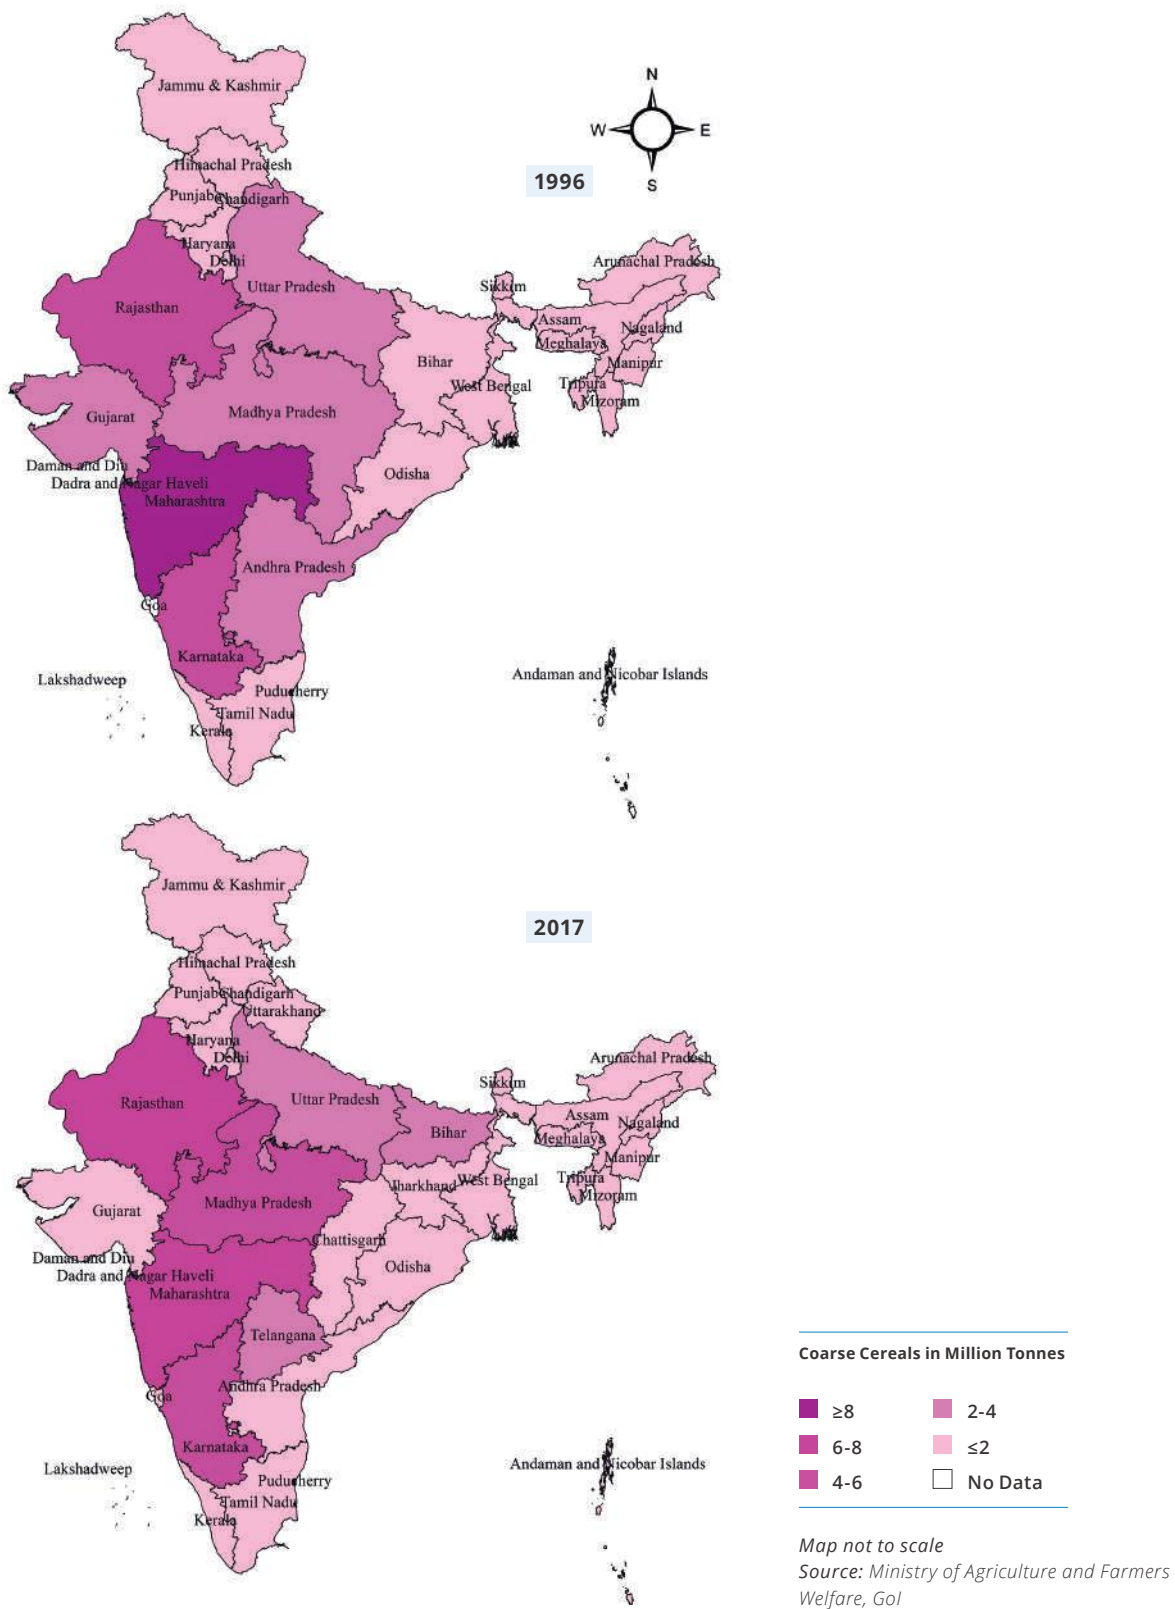 Jammu & Kashmir
N
W E
S
Himachal Pradesh
1996
Punjab
Chandigarh
Haryana
Delhi
Arunachal Pradesh
Uttar Pradesh
Sikkim
Rajasthan
Assam
Nagaland
Meghalaya
Bihar
Manipur
West Bengal
Tripura
Mizoram
Gujarat
Madhya Pradesh
Daman and Diu
Odisha
Dadra and Nagar Haveli
Maharashtra
Andhra Pradesh
Goa
Karnataka
Lakshadweep
Andaman and Nicobar Islands
Puducherry
Tamil Nadu
Kerala
Jammu & Kashmir
2017
Himachal Pradesh
Punjab
Chandigarh
Uttarakhand
Haryana
Delhi
Arunachal Pradesh
Sikkim
Rajasthan
Uttar Pradesh
Assam
Nagaland
Bihar
Meghalaya
Manipur
Jharkhand
West Bengal
Tripura
Mizoram
Madhya Pradesh
Gujarat
Chattisgarh
Daman and Diu
Odisha
Dadra and Nagar Haveli
Maharashtra
Telangana
Andhra Pradesh
Goa
Karnataka
Lakshadweep
Andaman and Nicobar Islands
Puducherry
Tamil Nadu
Kerala
Coarse Cereals in Million Tonnes
≥8
2-4
6-8
≤2
4-6
No Data
Map not to scale
Source: Ministry of Agriculture and Farmers
Welfare, GoI